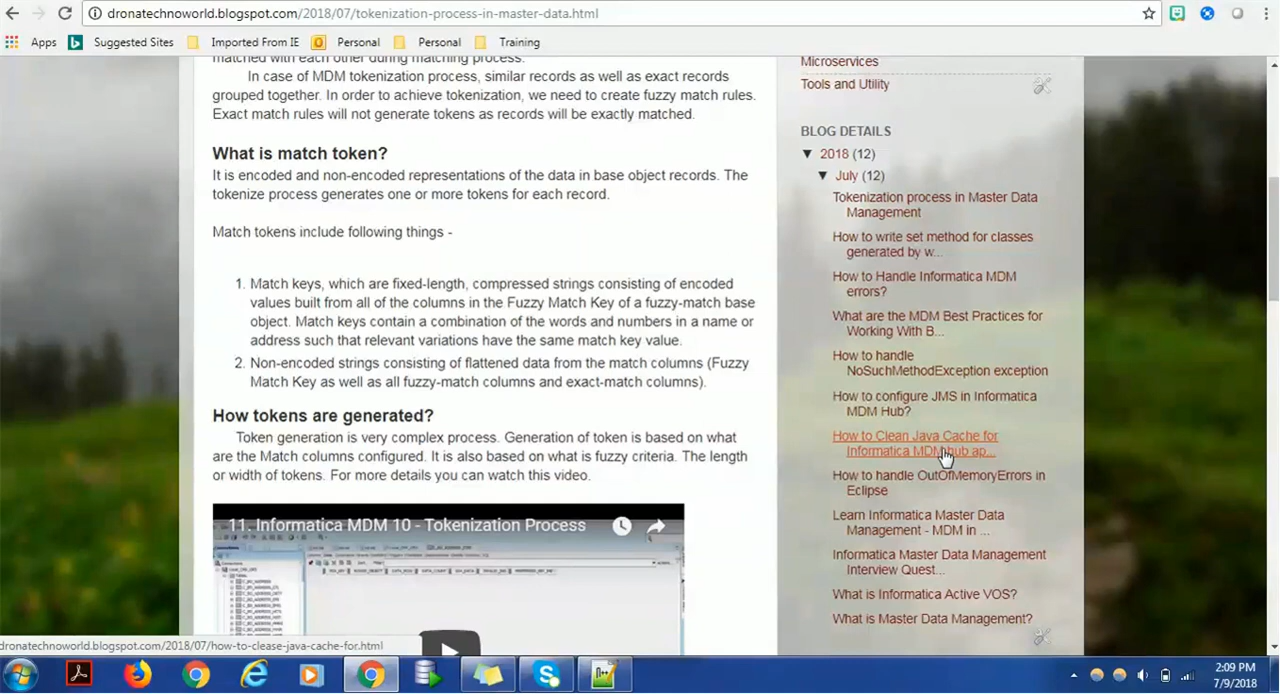 dronatechnoworld.blogspot.com/2018/07/tokenization-process-in-master-data.html
Apps Suggested Sites Imported From IE Personal Personal Training
matched with each other during matching process.
In case of MDM tokenization process, similar records as well as exact records
grouped together. In order to achieve tokenization, we need to create fuzzy match rules.
Exact match rules will not generate tokens as records will be exactly matched.
What is match token?
It is encoded and non-encoded representations of the data in base object records. The
tokenize process generates one or more tokens for each record.
Match tokens include following things -
1. Match keys, which are fixed-length, compressed strings consisting of encoded
values built from all of the columns in the Fuzzy Match Key of a fuzzy-match base
object. Match keys contain a combination of the words and numbers in a name or
address such that relevant variations have the same match key value.
2. Non-encoded strings consisting of flattened data from the match columns (Fuzzy
Match Key as well as all fuzzy-match columns and exact-match columns).
How tokens are generated?
Token generation is very complex process. Generation of token is based on what
are the Match columns configured. It is also based on what is fuzzy criteria. The length
or width of tokens. For more details you can watch this video.
11. Informatica MDM 10 - Tokenization Process
Microservices
Tools and Utility
BLOG DETAILS
▼ 2018 (12)
▼ July (12)
Tokenization process in Master Data
Management
How to write set method for classes
generated by w...
How to Handle Informatica MDM
errors?
What are the MDM Best Practices for
Working With B...
How to handle
NoSuchMethodException exception
How to configure JMS in Informatica
MDM Hub?
How to Clean Java Cache for
Informatica MDM hub ap...
How to handle OutOfMemoryErrors in
Eclipse
Learn Informatica Master Data
Management - MDM in ...
Informatica Master Data Management
Interview Quest...
What is Informatica Active VOS?
What is Master Data Management?
dronatechnoworld.blogspot.com/2018/07/how-to-clease-java-cache-for.html
2:09 PM
7/9/2018